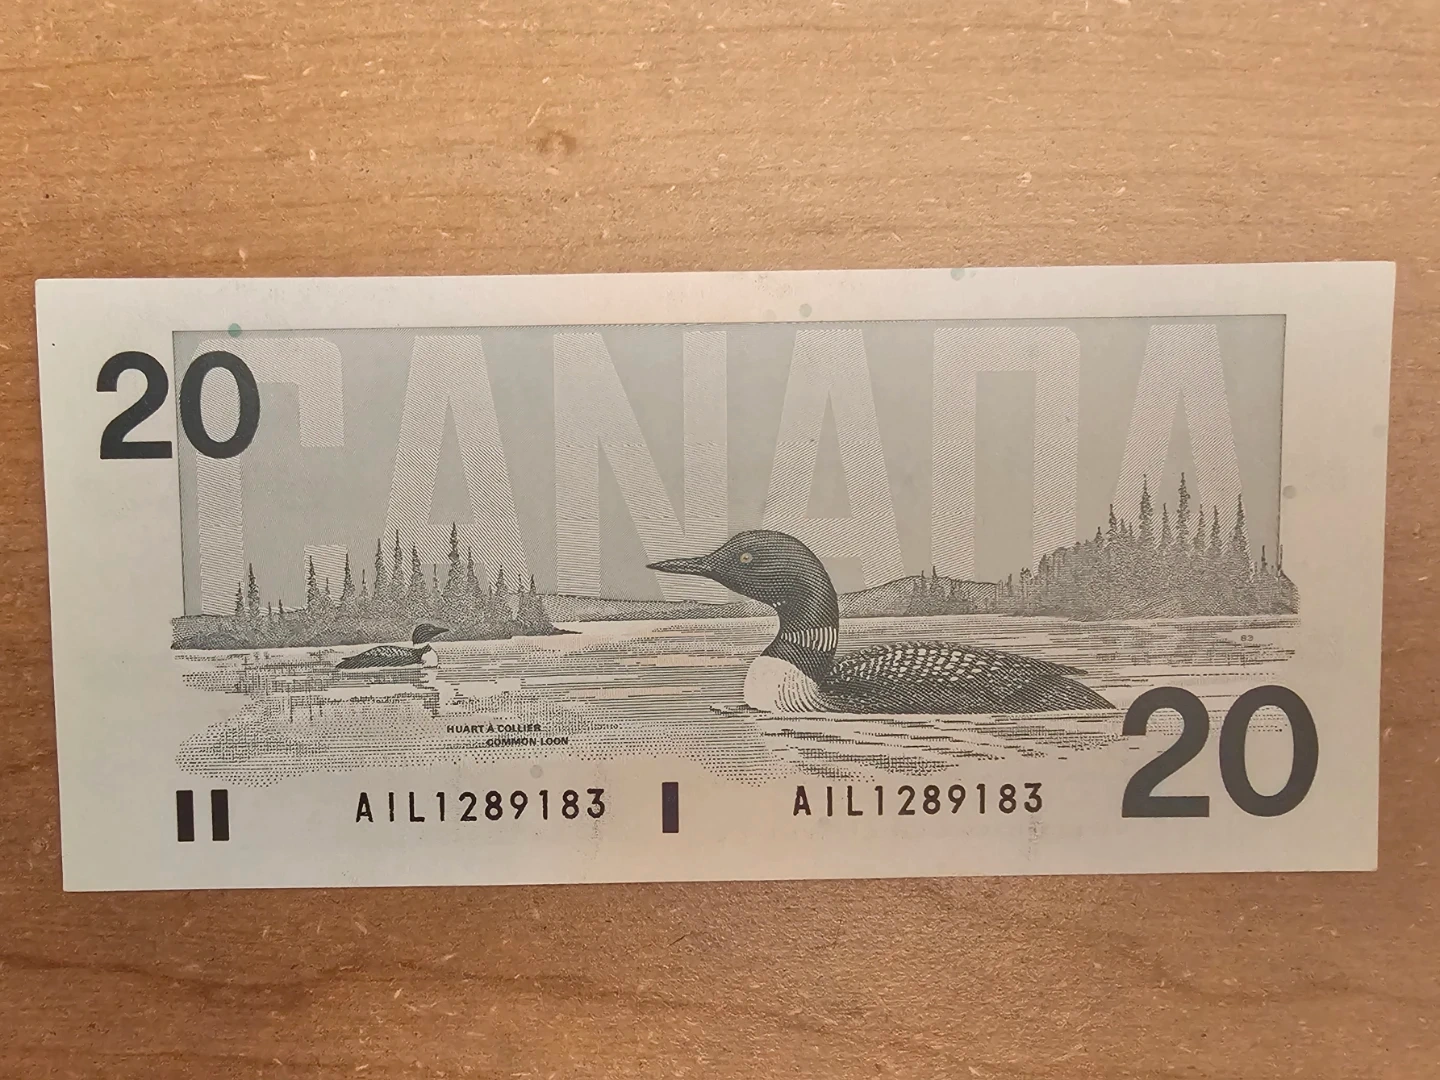 CANADA
20
83
HUART À COLLIER
COMMON LOON
20
AIL1289183
AIL1289183